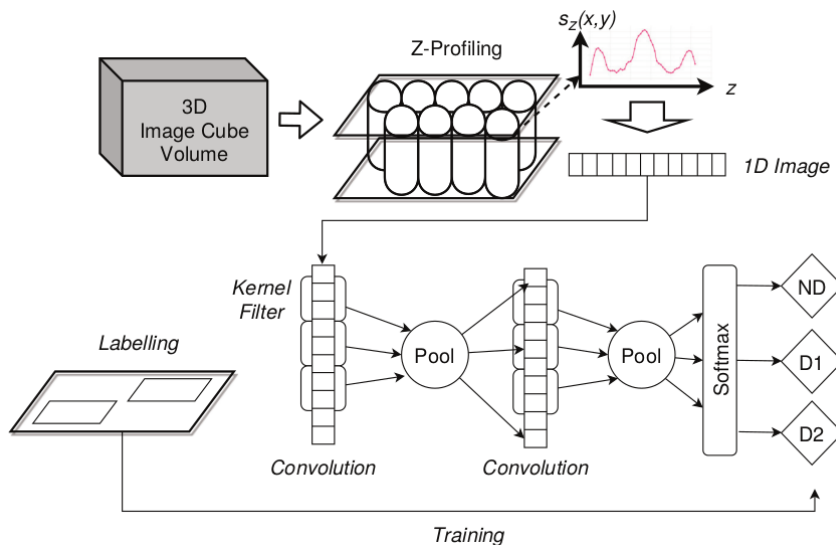 s_z(x,y)
Z-Profiling
3D
Image Cube
Volume
z
1D Image
Kernel
Filter
Labelling
Pool
Pool
Softmax
ND
D1
D2
Convolution
Convolution
Training